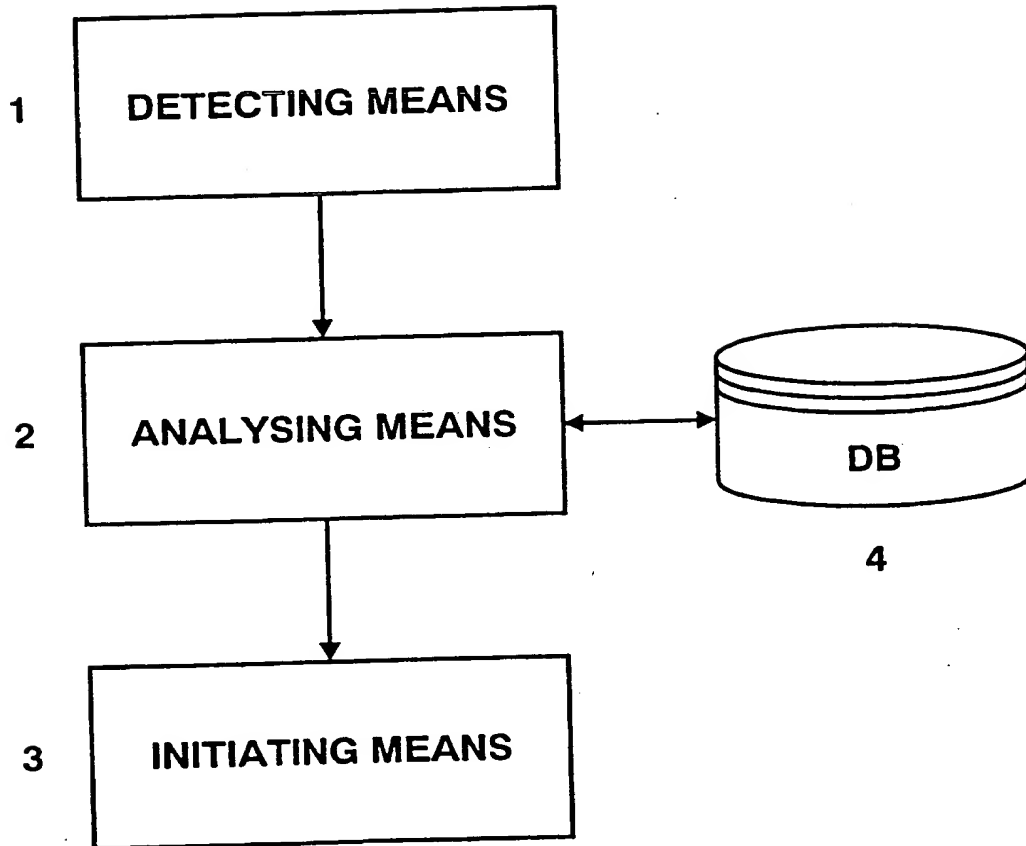 1
DETECTING MEANS
2
ANALYSING MEANS
DB
4
3
INITIATING MEANS